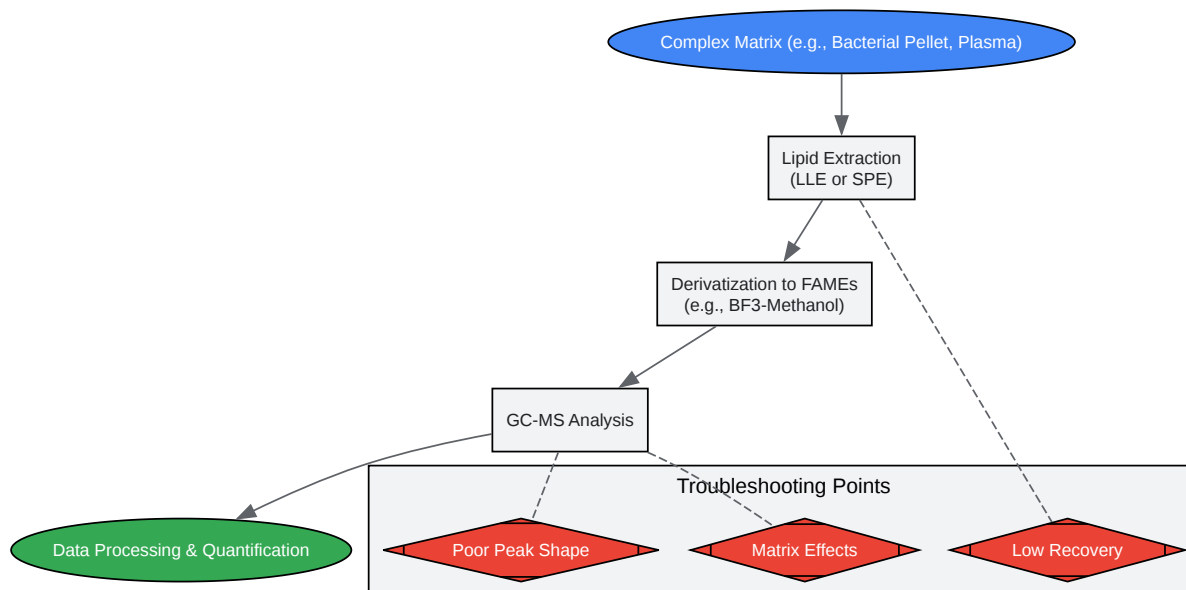 Complex Matrix (e.g., Bacterial Pellet, Plasma)
Lipid Extraction
(LLE or SPE)
Derivatization to FAMEs
(e.g., BF3-Methanol)
GC-MS Analysis
Troubleshooting Points
Data Processing & Quantification
Poor Peak Shape
Matrix Effects
Low Recovery